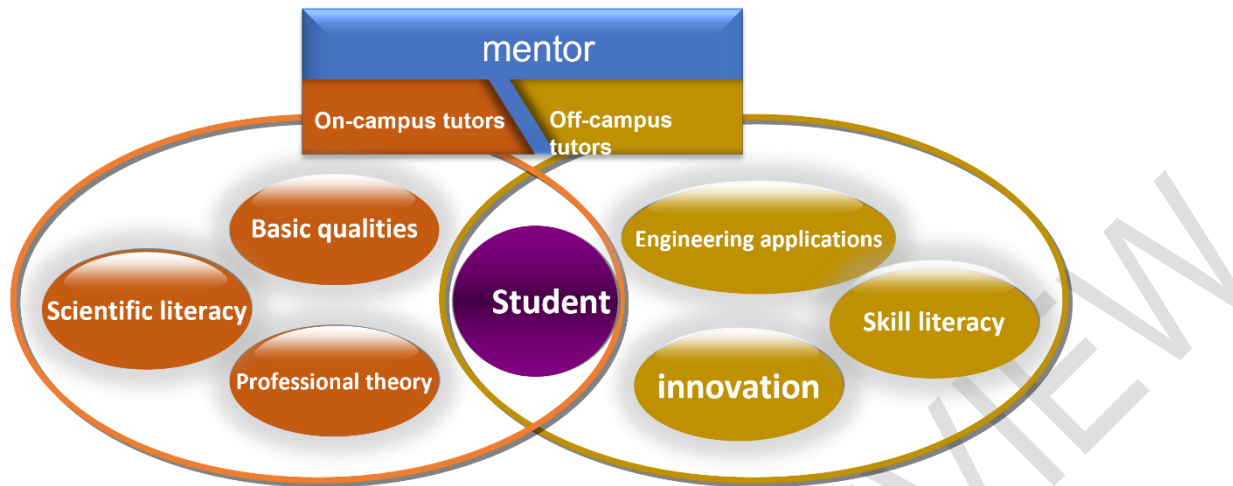 mentor
On-campus tutors
Off-campus
tutors
Basic qualities
Scientific literacy
Professional theory
Student
Engineering applications
Skill literacy
innovation
VIEW